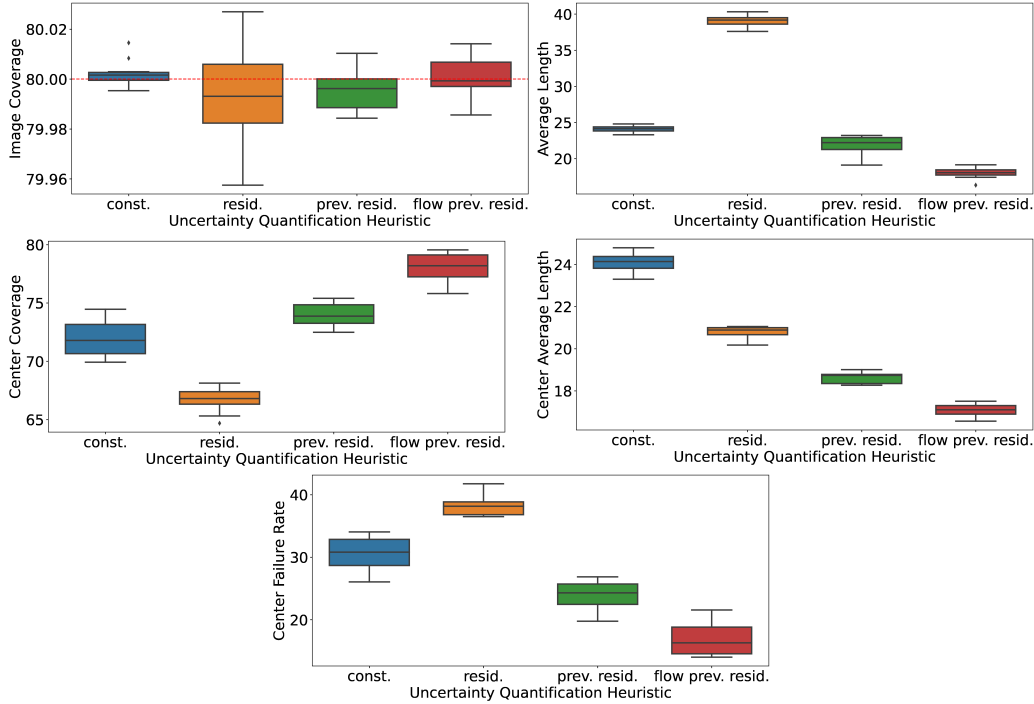 Image Coverage
80.02
80.00
79.98
79.96
const. resid. prev. resid. flow prev. resid.
Uncertainty Quantification Heuristic
Average Length
40
35
30
25
20
const. resid. prev. resid. flow prev. resid.
Uncertainty Quantification Heuristic
Center Coverage
80
75
70
65
const. resid. prev. resid. flow prev. resid.
Uncertainty Quantification Heuristic
Center Average Length
24
22
20
18
const. resid. prev. resid. flow prev. resid.
Uncertainty Quantification Heuristic
Center Failure Rate
40
30
20
const. resid. prev. resid. flow prev. resid.
Uncertainty Quantification Heuristic